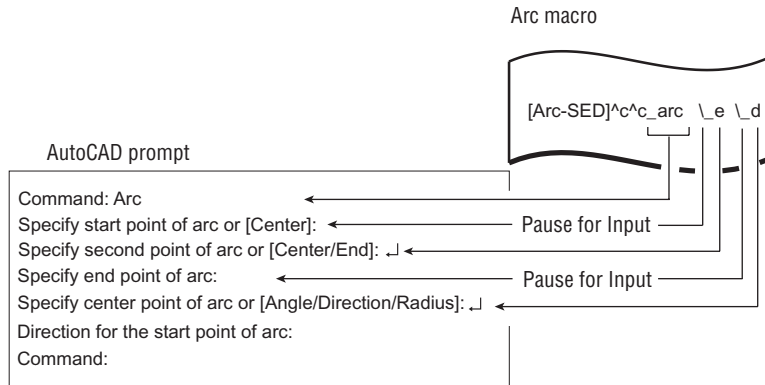 Arc macro
[Arc-SED]^c^c_arc \_e \_d
AutoCAD prompt
Command: Arc
Specify start point of arc or [Center]:
Pause for Input
Specify second point of arc or [Center/End]: ↲
Specify end point of arc:
Pause for Input
Specify center point of arc or [Angle/Direction/Radius]: ↲
Direction for the start point of arc:
Command: